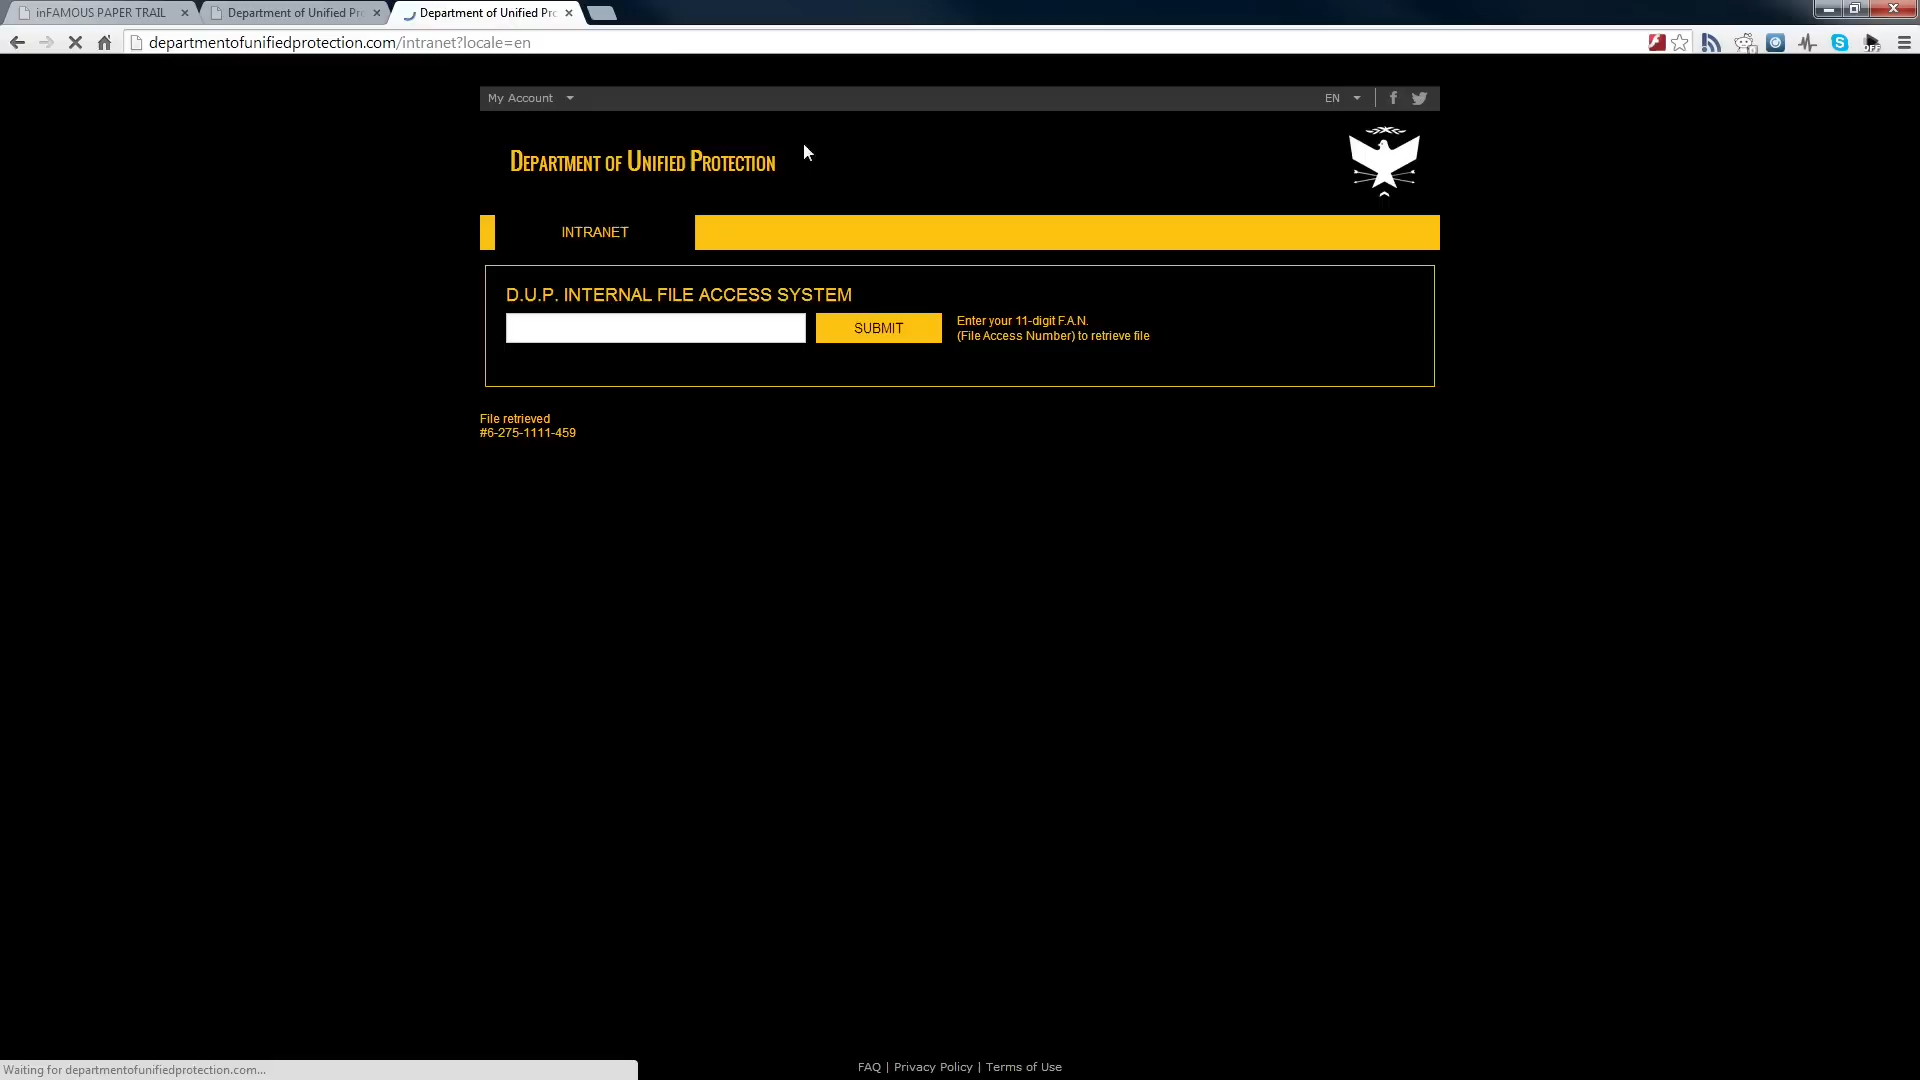 inFAMOUS PAPER TRAIL
Department of Unified Pr
Department of Unified Prc
departmentofunifiedprotection.com/intranet?locale=en
OFF
My Account
EN
DEPARTMENT OF UNIFIED PROTECTION
INTRANET
D.U.P. INTERNAL FILE ACCESS SYSTEM
SUBMIT
Enter your 11-digit F.A.N.
(File Access Number) to retrieve file
File retrieved
#6-275-1111-459
Waiting for departmentofunifiedprotection.com...
FAQ | Privacy Policy | Terms of Use